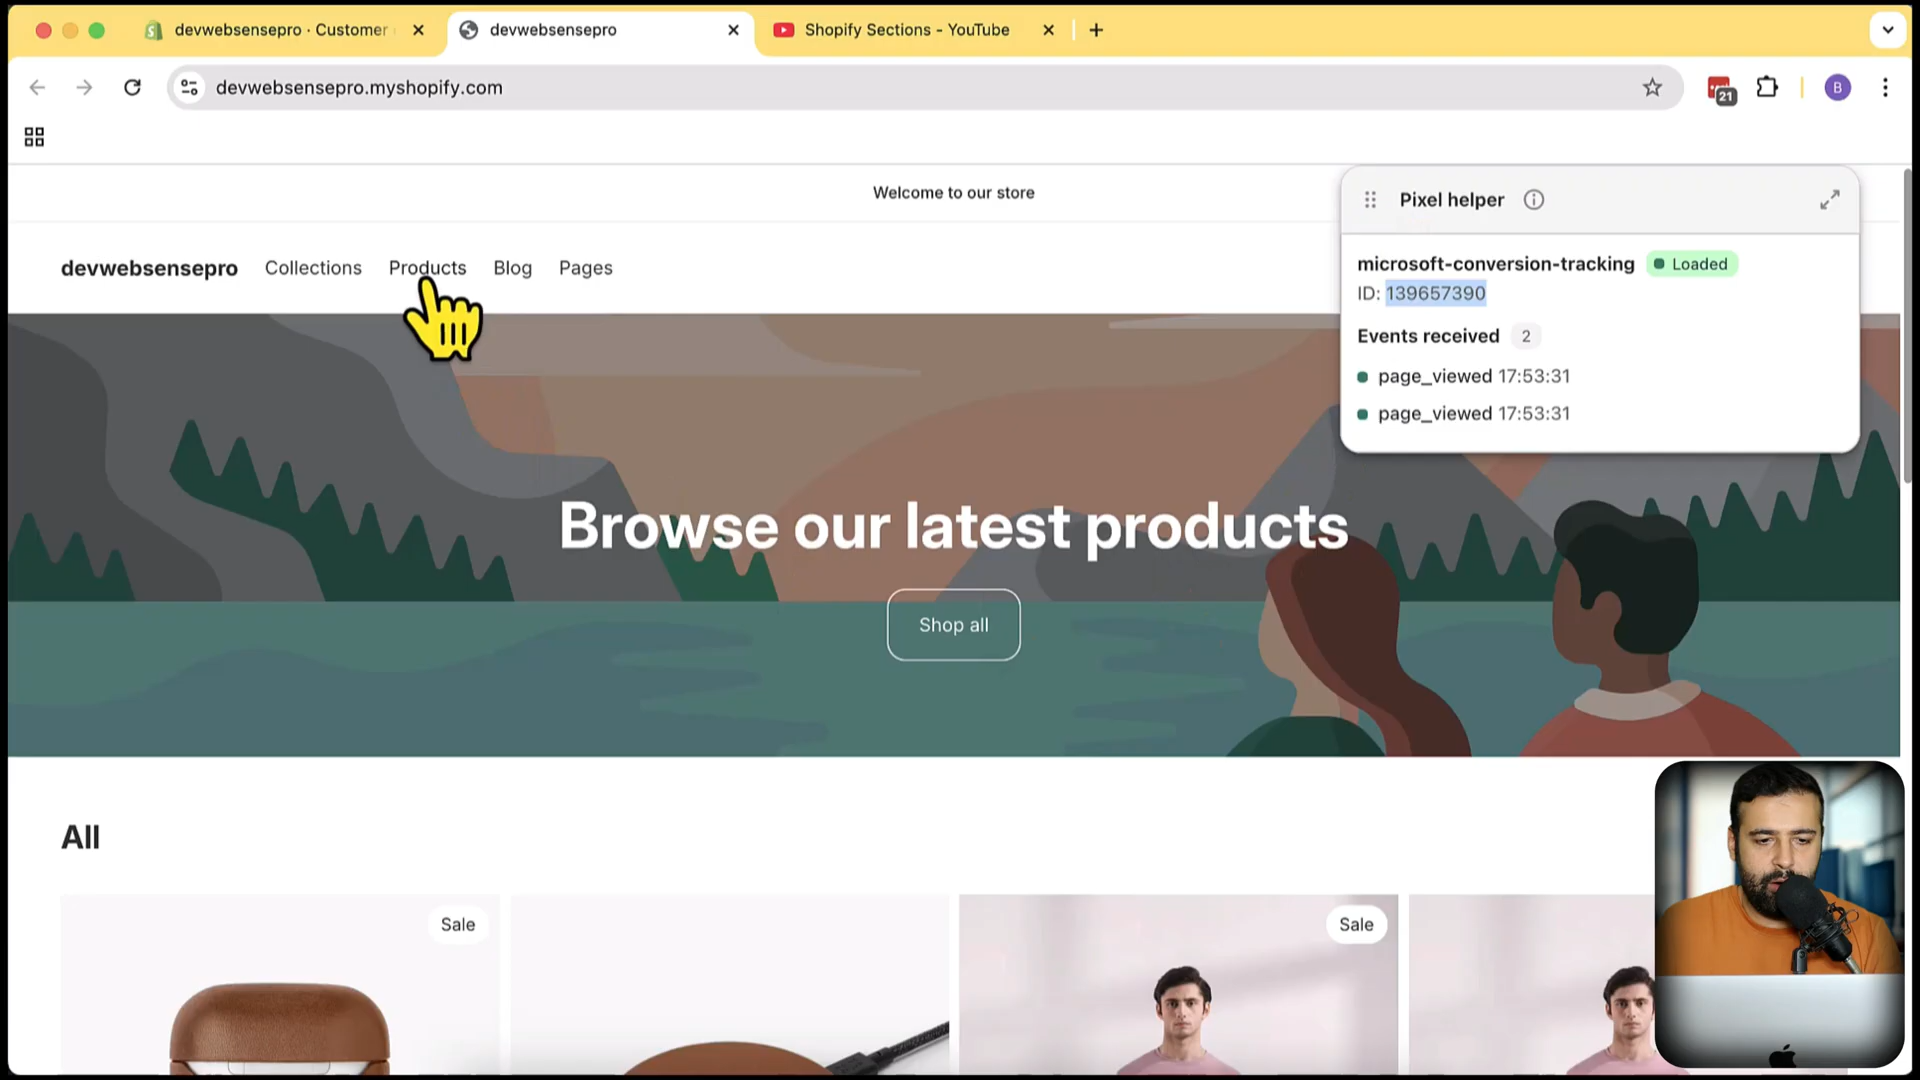 devwebsensepro · Customer
devwebsensepro
Shopify Sections - YouTube
devwebsensepro.myshopify.com
21
B
Welcome to our store
devwebsensepro
Collections
Products
Blog
Pages
Pixel helper
microsoft-conversion-tracking
Loaded
ID: 139657390
Events received 2
page_viewed 17:53:31
page_viewed 17:53:31
Browse our latest products
Shop all
All
Sale
Sale